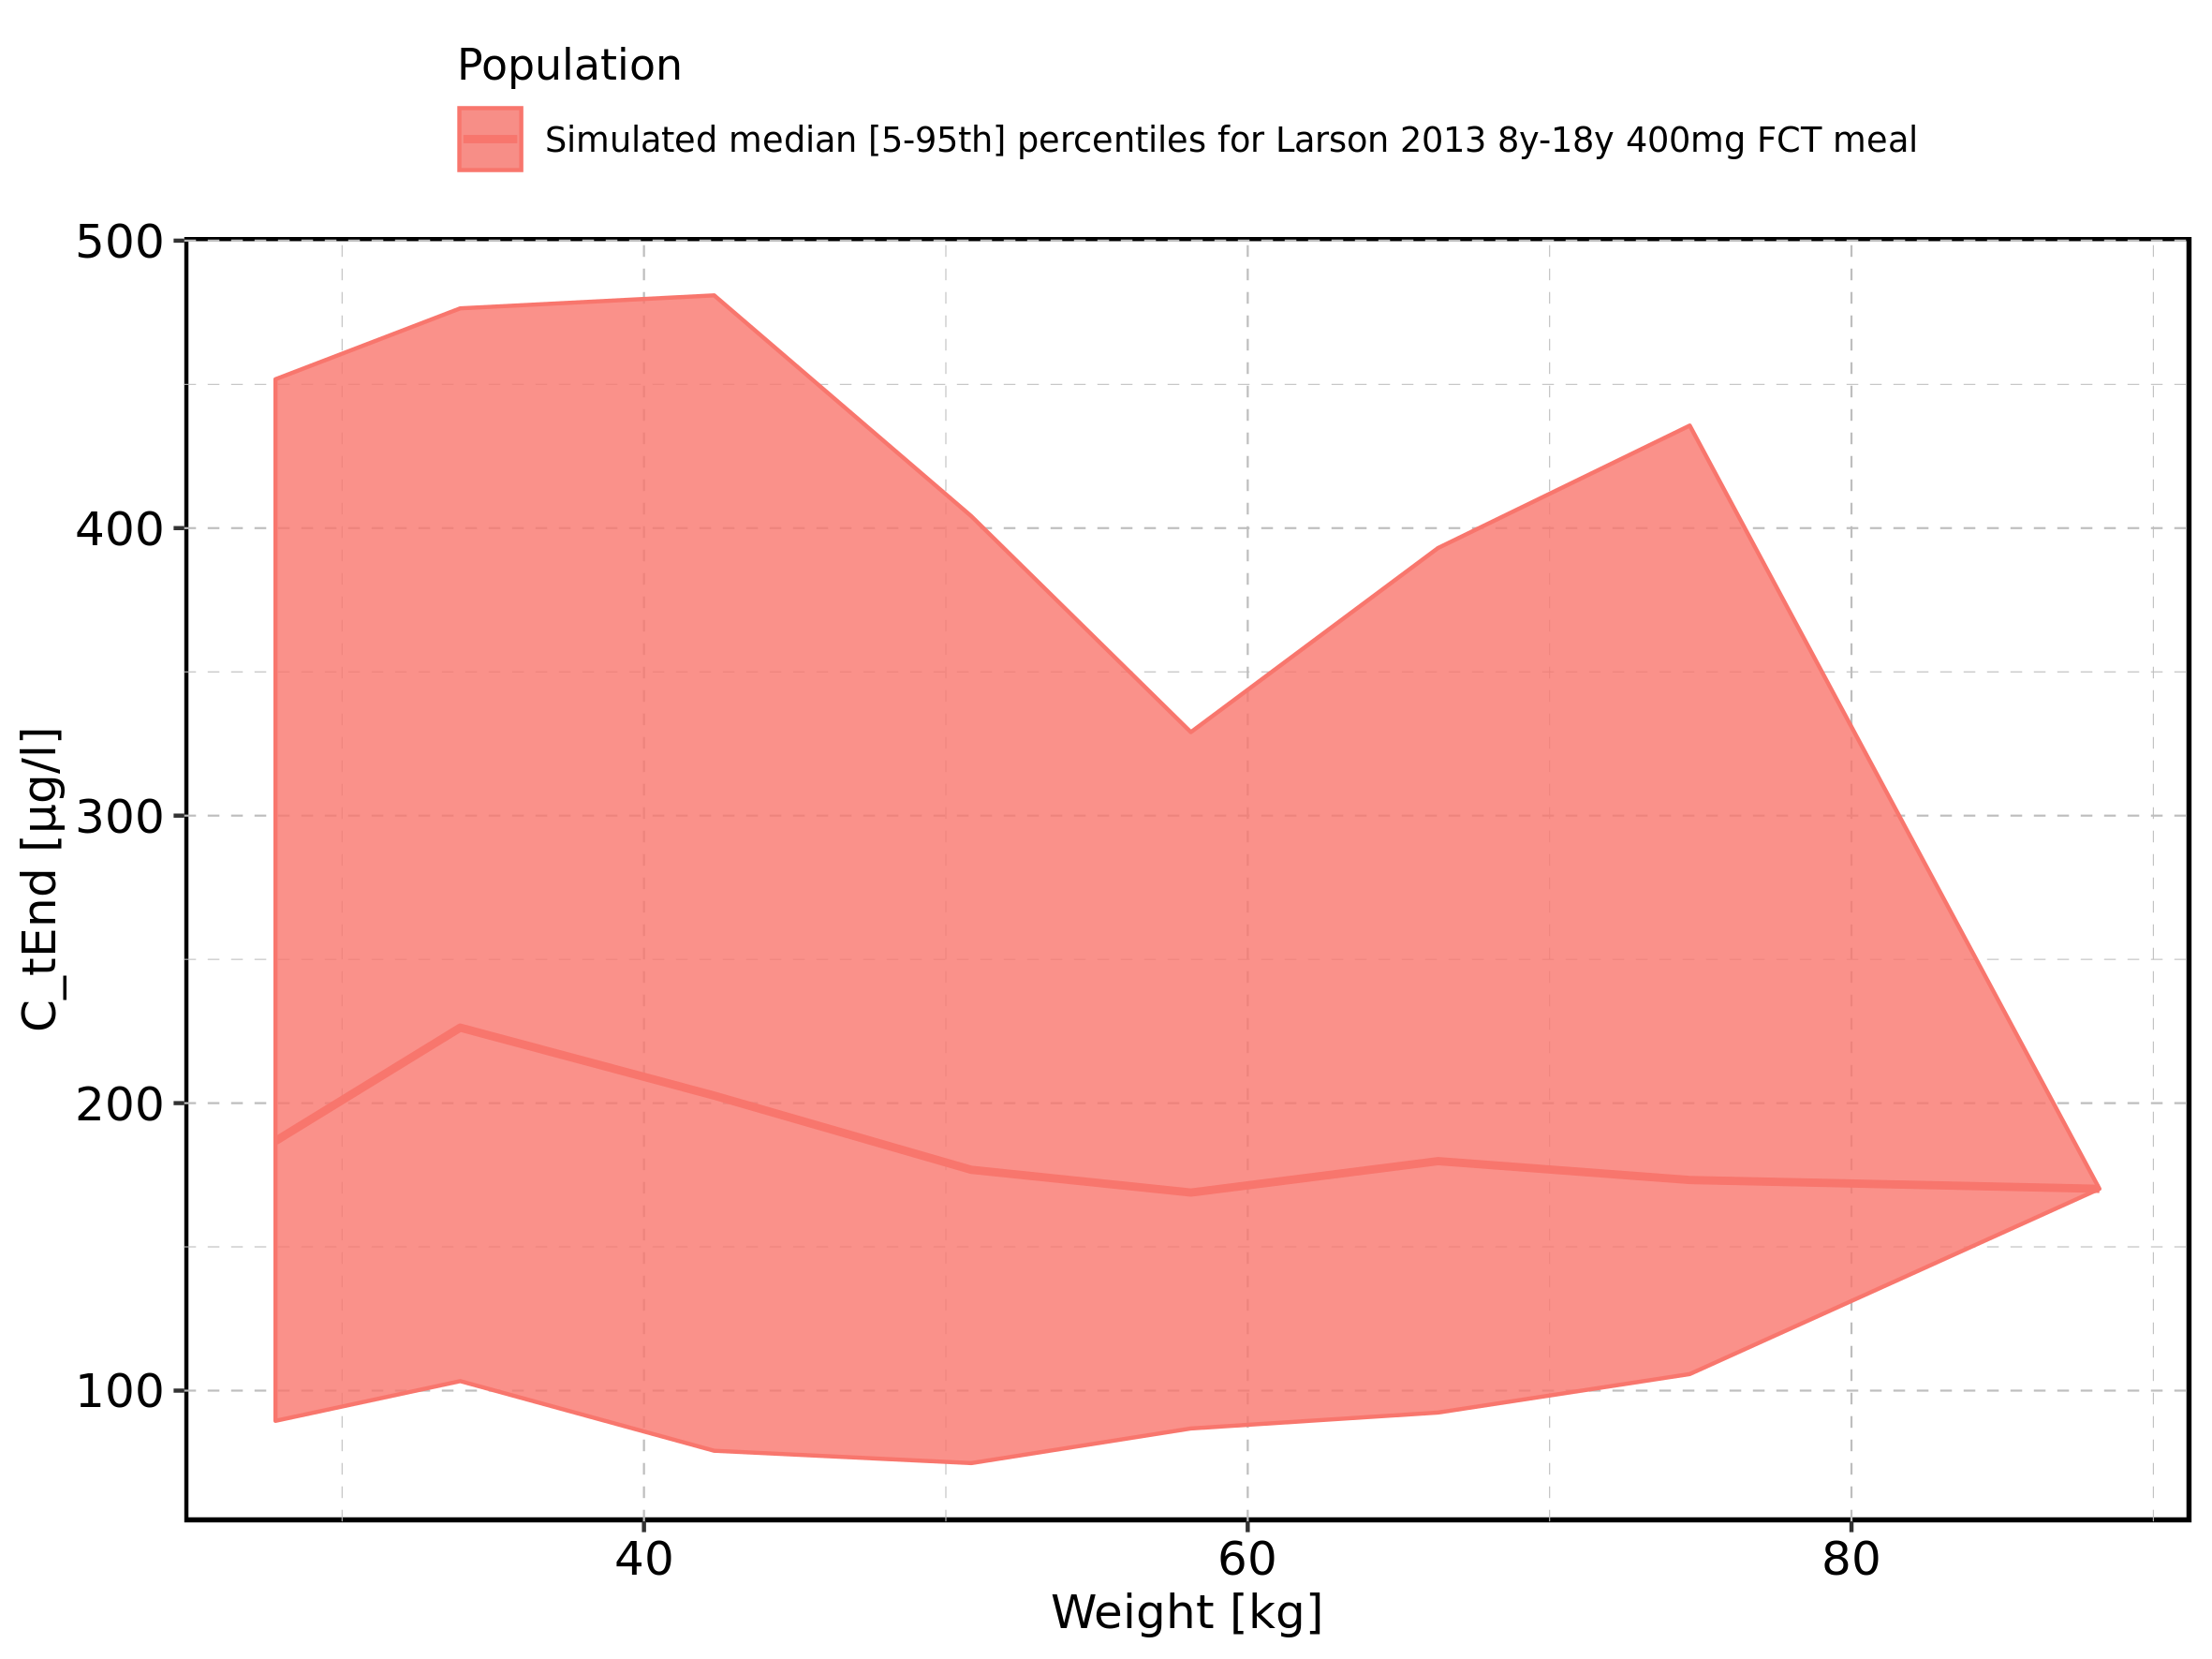 Population
Simulated median [5-95th] percentiles for Larson 2013 8y-18y 400mg FCT meal
500
400
300
200
100
C_tEnd [µg/l]
40 60 80
Weight [kg]